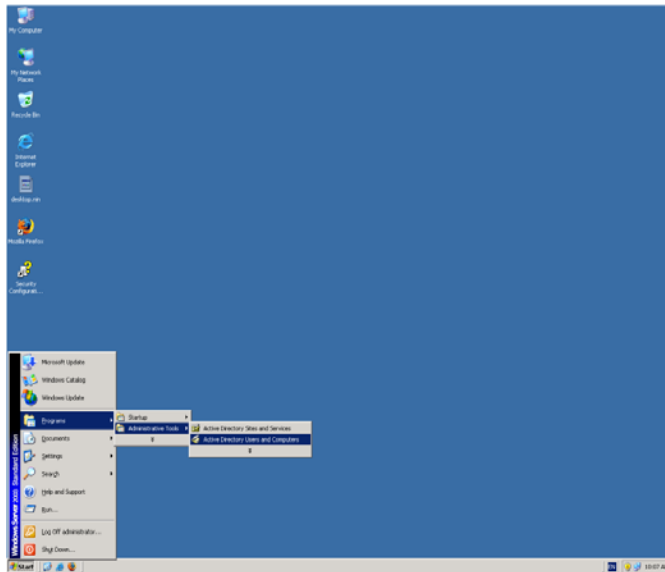 My Computer
My Network
Places
Recycle Bin
Internet
Explorer
desktop.ini
Mozilla Firefox
Security
Configurati...
Windows Server 2003 Standard Edition
Microsoft Update
Windows Catalog
Windows Update
Programs
Documents
Settings
Search
Help and Support
Run...
Log Off administrator...
Shut Down...
Startup
Administrative Tools
Active Directory Sites and Services
Active Directory Users and Computers
Start
EN
10:07 A